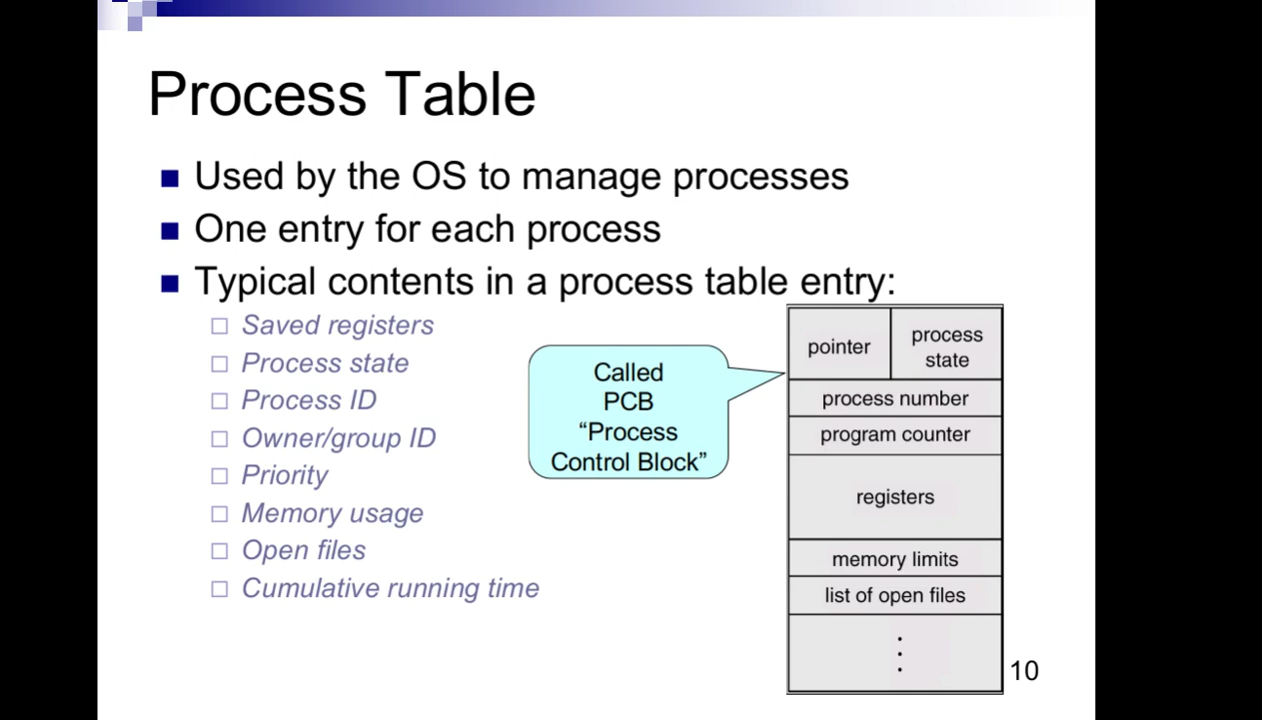 Process Table
Used by the OS to manage processes
One entry for each process
Typical contents in a process table entry:
Saved registers
Process state
Process ID
Owner/group ID
Priority
Memory usage
Open files
Cumulative running time
Called
PCB
“Process
Control Block”
pointer
process
state
process number
program counter
registers
memory limits
list of open files
10